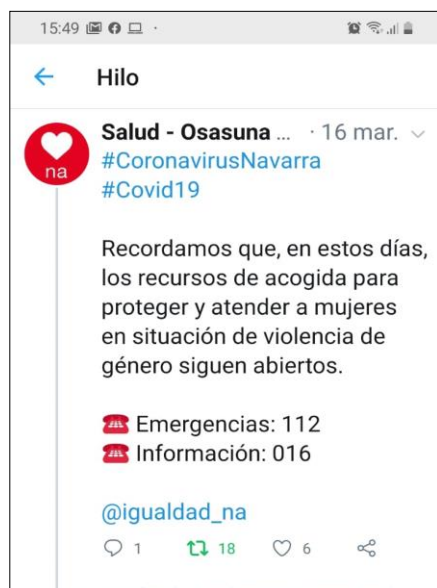 15:49
Hilo
Salud - Osasuna ... · 16 mar.
na
#CoronavirusNavarra
#Covid19
Recordamos que, en estos días,
los recursos de acogida para
proteger y atender a mujeres
en situación de violencia de
género siguen abiertos.
☎️ Emergencias: 112
☎️ Información: 016
@igualdad_na
1 18 6